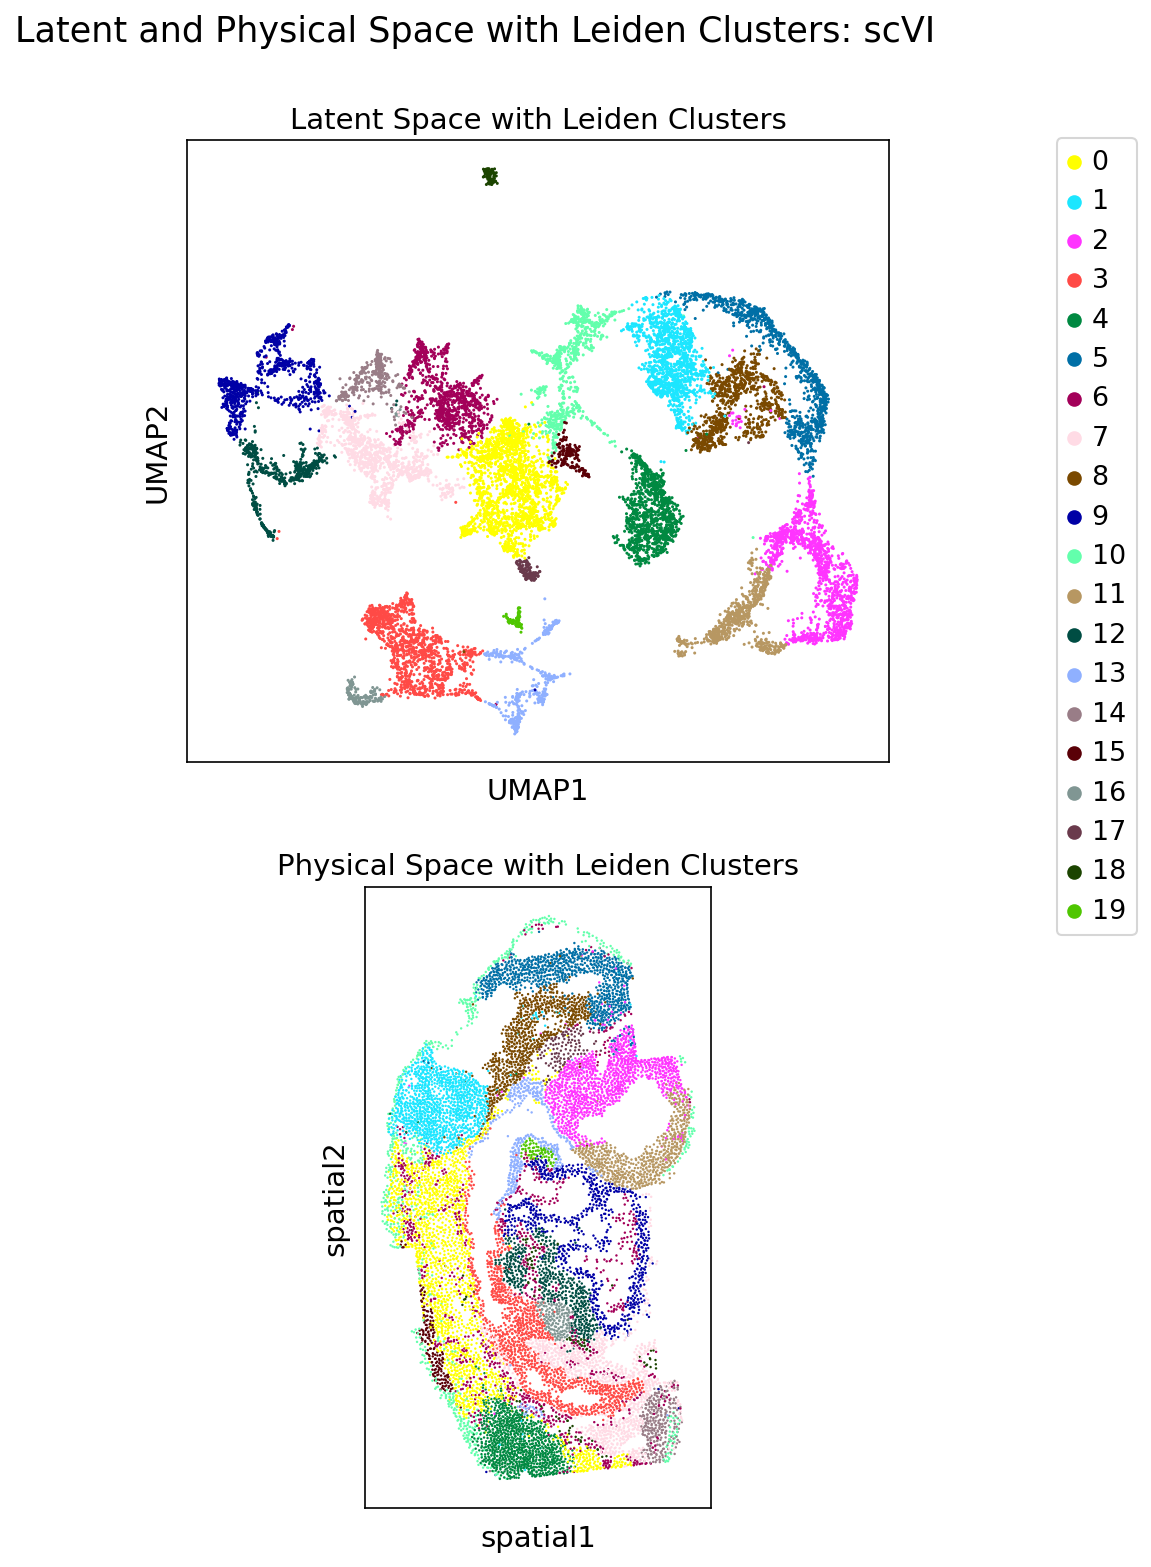 Latent and Physical Space with Leiden Clusters: scVI
Latent Space with Leiden Clusters
UMAP2
UMAP1
0
1
2
3
4
5
6
7
8
9
10
11
12
13
14
15
16
17
18
19
Physical Space with Leiden Clusters
spatial2
spatial1